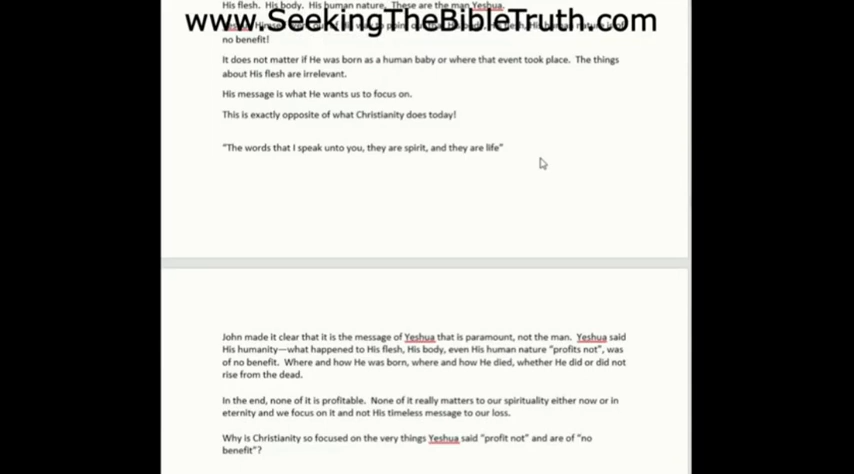 His flesh. His body. His human nature. These are the man Yeshua.
www.SeekingTheBibleTruth.com
no benefit!
It does not matter if He was born as a human baby or where that event took place. The things
about His flesh are irrelevant.
His message is what He wants us to focus on.
This is exactly opposite of what Christianity does today!
"The words that I speak unto you, they are spirit, and they are life"
John made it clear that it is the message of Yeshua that is paramount, not the man. Yeshua said
His humanity—what happened to His flesh, His body, even His human nature "profits not", was
of no benefit. Where and how He was born, where and how He died, whether He did or did not
rise from the dead.
In the end, none of it is profitable. None of it really matters to our spirituality either now or in
eternity and we focus on it and not His timeless message to our loss.
Why is Christianity so focused on the very things Yeshua said "profit not" and are of "no
benefit"?